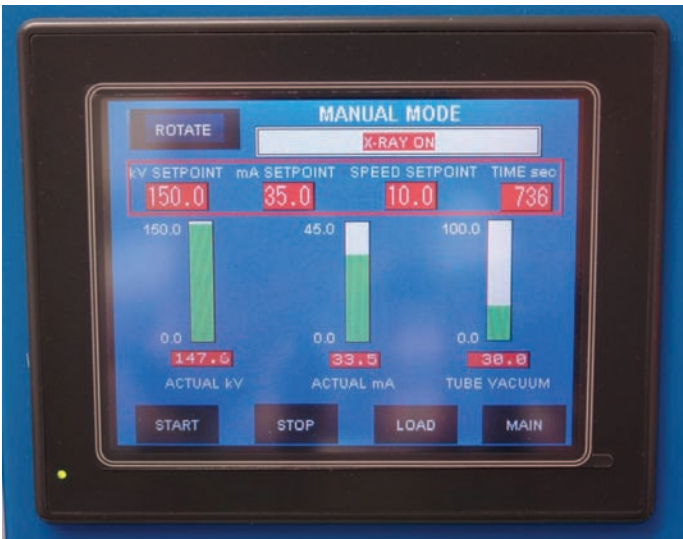 ROTATE
MANUAL MODE
X-RAY ON
kV SETPOINT mA SETPOINT SPEED SETPOINT TIME sec
150.0 35.0 10.0 736
150.0 45.0 100.0
0.0 0.0 0.0
33.5 30.0
ACTUAL kV ACTUAL mA TUBE VACUUM
START STOP LOAD MAIN